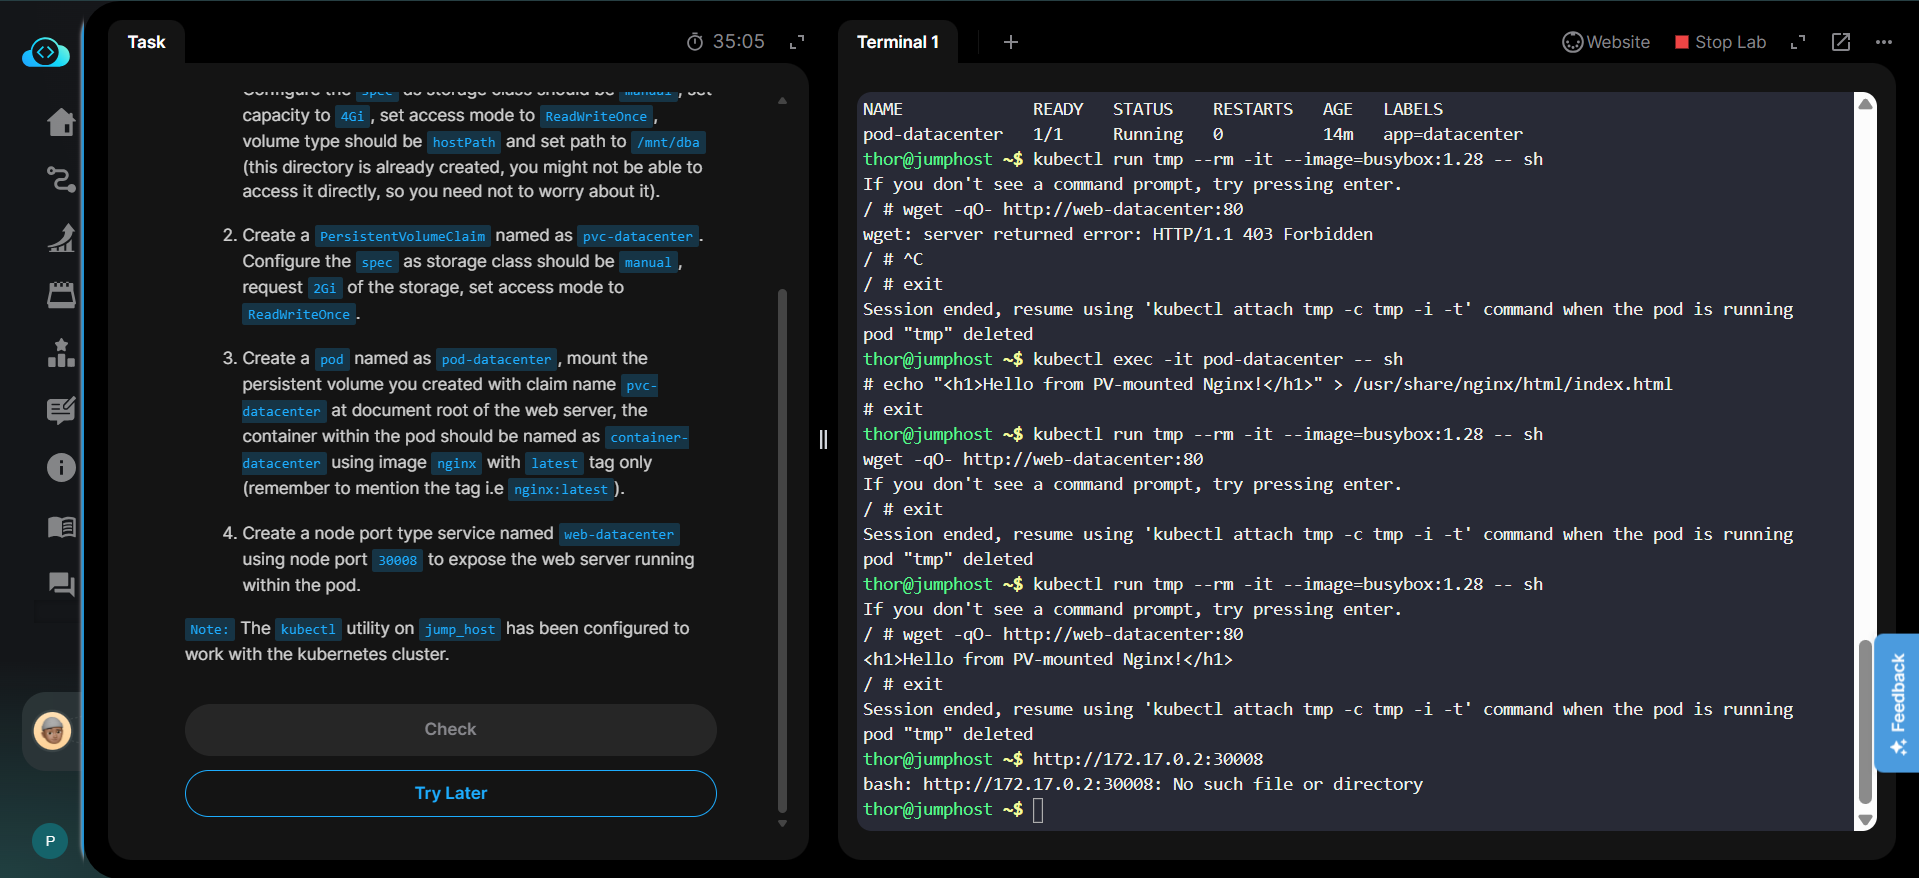 Task
35:05
Configure the spec as storage class should be manual, set
capacity to 4Gi, set access mode to ReadWriteOnce,
volume type should be hostPath and set path to /mnt/dba
(this directory is already created, you might not be able to
access it directly, so you need not to worry about it).
2. Create a PersistentVolumeClaim named as pvc-datacenter.
Configure the spec as storage class should be manual,
request 2Gi of the storage, set access mode to
ReadWriteOnce.
3. Create a pod named as pod-datacenter, mount the
persistent volume you created with claim name pvc-
datacenter at document root of the web server, the
container within the pod should be named as container-
datacenter using image nginx with latest tag only
(remember to mention the tag i.e nginx:latest).
4. Create a node port type service named web-datacenter
using node port 30008 to expose the web server running
within the pod.
Note: The kubectl utility on jump_host has been configured to
work with the kubernetes cluster.
Check
Try Later
P
Terminal 1
Website
Stop Lab
NAME READY STATUS RESTARTS AGE LABELS
pod-datacenter 1/1 Running 0 14m app=datacenter
thor@jumphost ~$ kubectl run tmp --rm -it --image=busybox:1.28 -- sh
If you don't see a command prompt, try pressing enter.
/ # wget -qO- http://web-datacenter:80
wget: server returned error: HTTP/1.1 403 Forbidden
/ # ^C
/ # exit
Session ended, resume using 'kubectl attach tmp -c tmp -i -t' command when the pod is running
pod "tmp" deleted
thor@jumphost ~$ kubectl exec -it pod-datacenter -- sh
# echo "<h1>Hello from PV-mounted Nginx!</h1>" > /usr/share/nginx/html/index.html
# exit
thor@jumphost ~$ kubectl run tmp --rm -it --image=busybox:1.28 -- sh
wget -qO- http://web-datacenter:80
If you don't see a command prompt, try pressing enter.
/ # exit
Session ended, resume using 'kubectl attach tmp -c tmp -i -t' command when the pod is running
pod "tmp" deleted
thor@jumphost ~$ kubectl run tmp --rm -it --image=busybox:1.28 -- sh
If you don't see a command prompt, try pressing enter.
/ # wget -qO- http://web-datacenter:80
<h1>Hello from PV-mounted Nginx!</h1>
/ # exit
Session ended, resume using 'kubectl attach tmp -c tmp -i -t' command when the pod is running
pod "tmp" deleted
thor@jumphost ~$ http://172.17.0.2:30008
bash: http://172.17.0.2:30008: No such file or directory
thor@jumphost ~$
Feedback